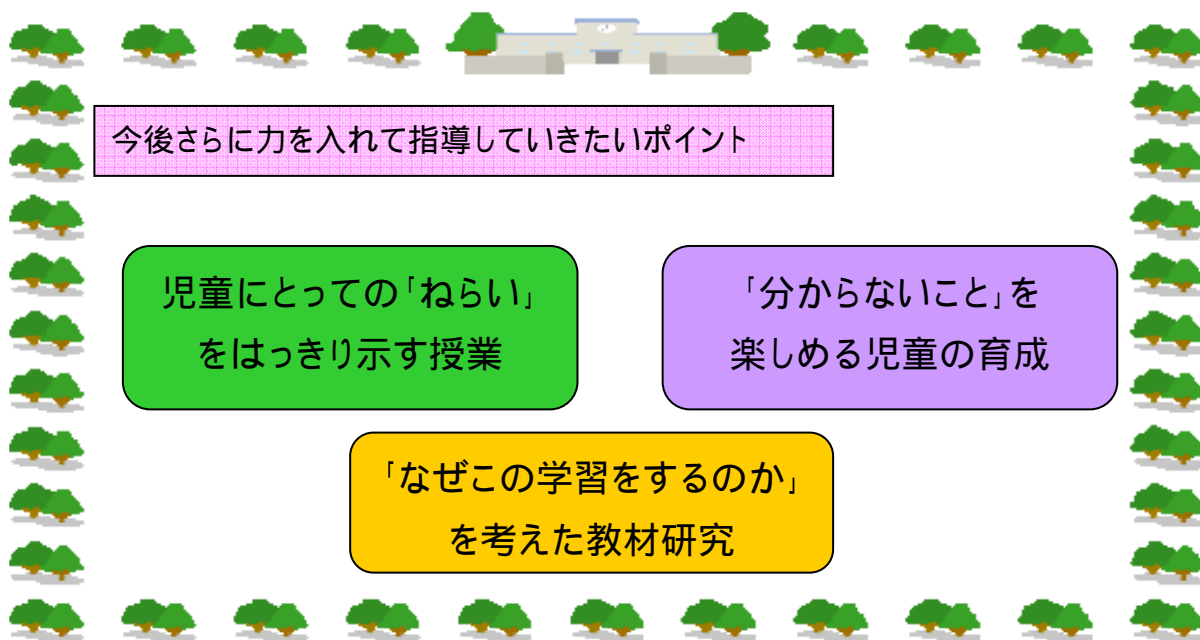 今後さらに力を入れて指導していきたいポイント
児童にとっての「ねらい」
をはっきり示す授業
「分からないこと」を
楽しめる児童の育成
「なぜこの学習をするのか」
を考えた教材研究